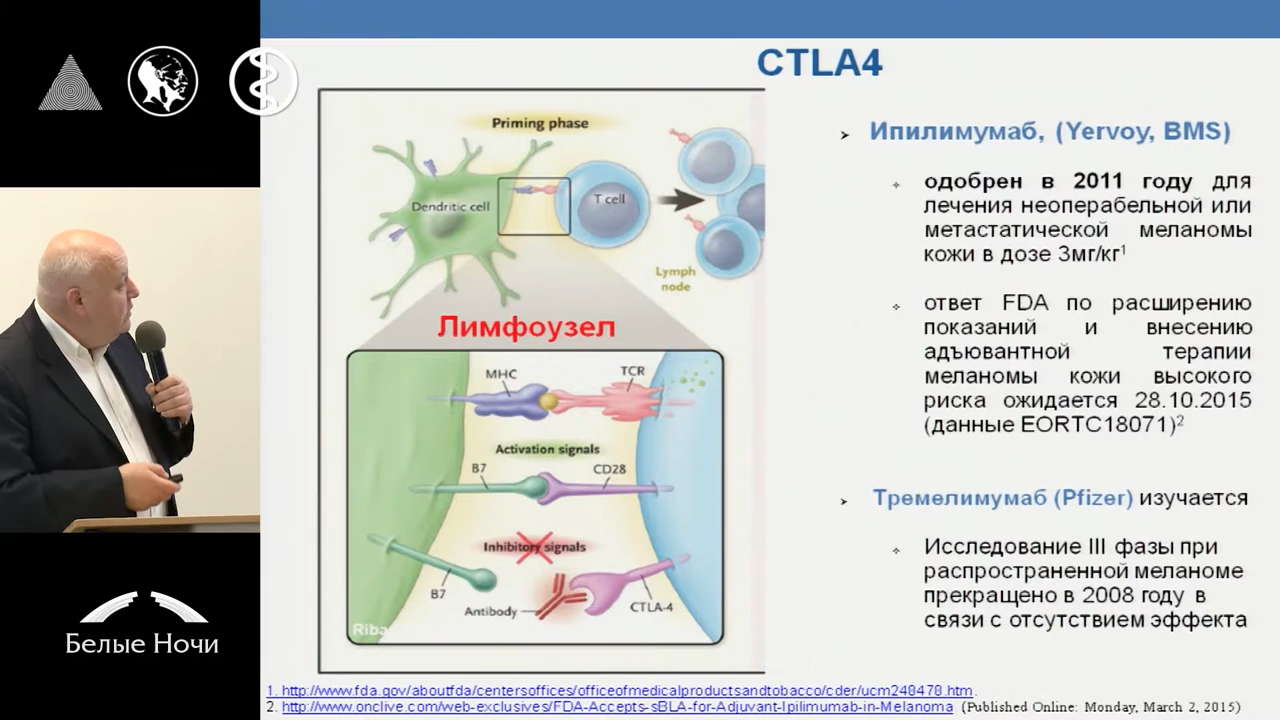 CTLA4
Priming phase
Dendritic cell
T cell
Lymph
node
Лимфоузел
MHC
TCR
Activation signals
B7
CD28
Inhibitory signals
B7
Antibody
CTLA-4
Riba
Ипилимумаб, (Yervoy, BMS)
одобрен в 2011 году для
лечения неоперабельной или
метастатической меланомы
кожи в дозе 3мг/кг¹
ответ FDA по расширению
показаний и внесению
адъювантной терапии
меланомы кожи высокого
риска ожидается 28.10.2015
(данные EORTC18071)²
Тремелимумаб (Pfizer) изучается
Исследование III фазы при
распространенной меланоме
прекращено в 2008 году в
связи с отсутствием эффекта
Белые Ночи
1. http://www.fda.gov/aboutfda/centersoffices/officeofmedicalproductsandtobacco/cder/ucm248478.htm.
2. http://www.onclive.com/web-exclusives/FDA-Accepts-sBLA-for-Adjuvant-Ipilimumab-in-Melanoma (Published Online: Monday, March 2, 2015)